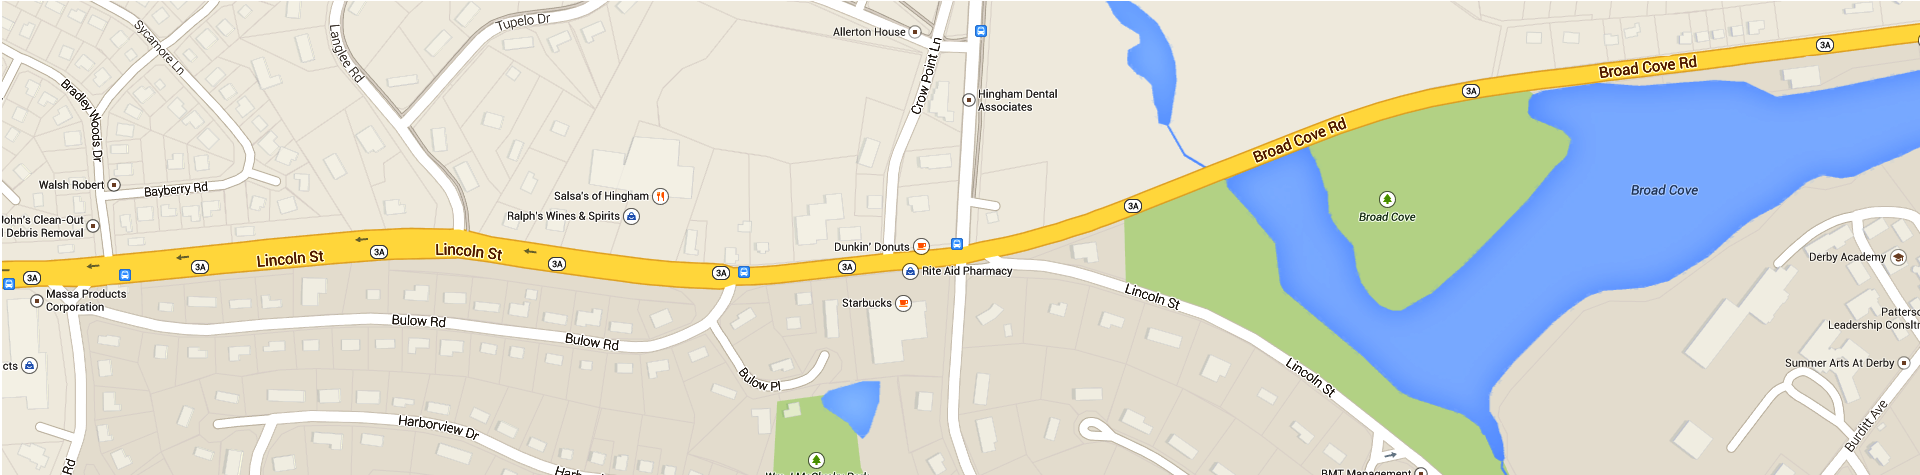 Sycamore Ln
Langlee Rd
Tupelo Dr
Allerton House
Crow Point Ln
Hingham Dental
Associates
Bradley Woods Dr
Walsh Robert
Bayberry Rd
John's Clean-Out
Debris Removal
Salsa's of Hingham
Ralph's Wines & Spirits
Dunkin' Donuts
Rite Aid Pharmacy
Starbucks
Lincoln St
Lincoln St
3A
3A
3A
3A
3A
3A
3A
3A
3A
Broad Cove Rd
Broad Cove Rd
Broad Cove
Broad Cove
Massa Products
Corporation
Bulow Rd
Bulow Rd
Bulow Pl
Harborview Dr
Lincoln St
Lincoln St
Derby Academy
Leadership
Summer Arts At Derby
Burditt Ave
BMT Management
Rd
cts